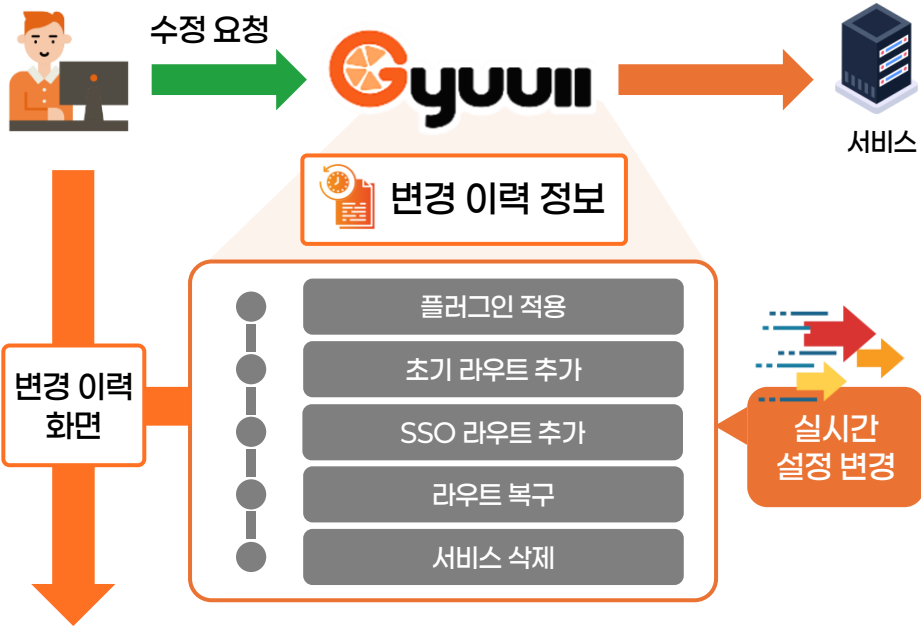 수정 요청
Gyuuii
서비스
변경 이력 정보
플러그인 적용
초기 라우트 추가
SSO 라우트 추가
라우트 복구
서비스 삭제
변경 이력
화면
실시간
설정 변경